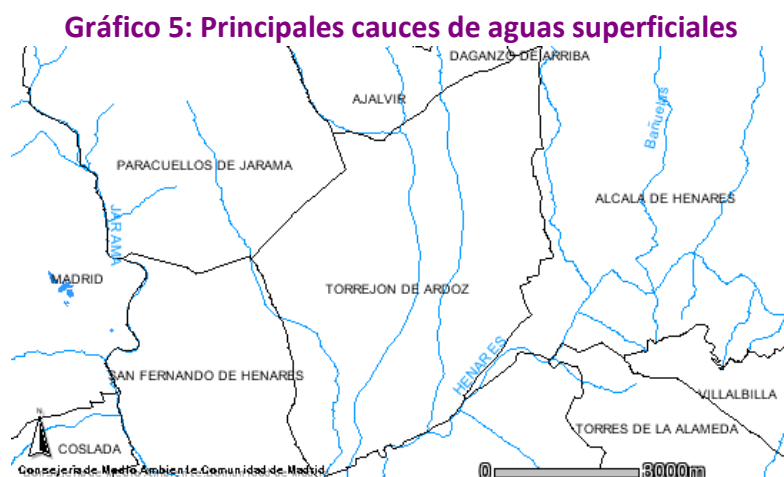 Gráfico 5: Principales cauces de aguas superficiales
DAGANZO DE ARRIBA
AJALVIR
Bañuelos
PARACUELLOS DE JARAMA
ALCALA DE HENARES
JARAMA
MADRID
TORREJON DE ARDOZ
HENARES
SAN FERNANDO DE HENARES
VILLALBILLA
N
TORRES DE LA ALAMEDA
COSLADA
Consejería de Medio Ambiente.Comunidad de Madrid
0 3000m